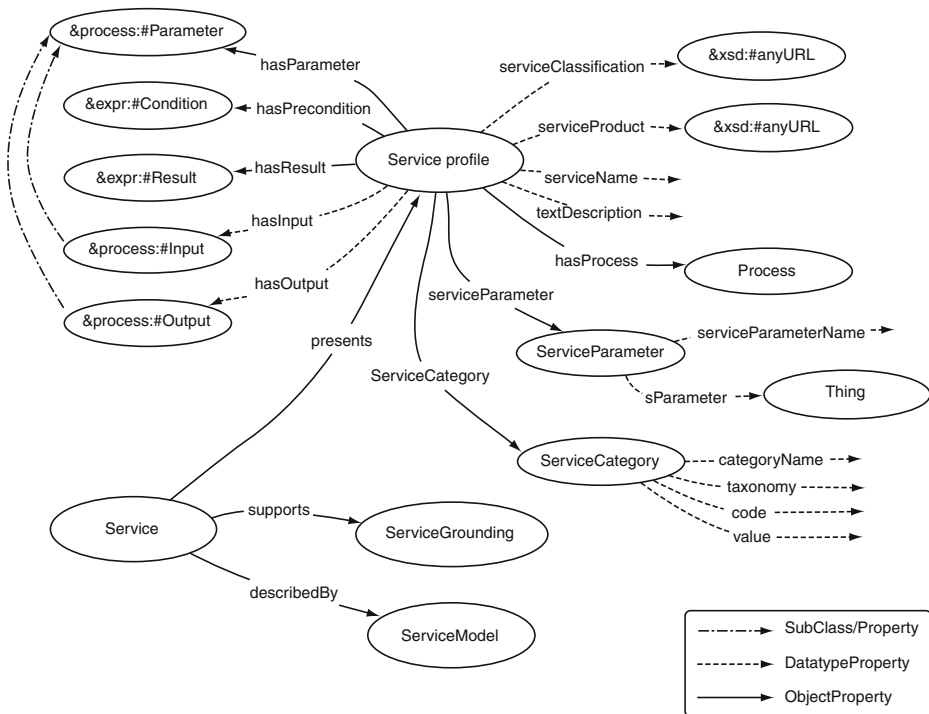 &process:#Parameter
hasParameter
serviceClassification
&xsd:#anyURL
&expr:#Condition
hasPrecondition
serviceProduct
&xsd:#anyURL
Service profile
&expr:#Result
hasResult
serviceName
textDescription
hasInput
&process:#Input
hasProcess
Process
hasOutput
serviceParameter
&process:#Output
presents
serviceParameterName
ServiceParameter
ServiceCategory
sParameter
Thing
ServiceCategory
categoryName
taxonomy
code
value
supports
Service
ServiceGrounding
describedBy
ServiceModel
SubClass/Property
DatatypeProperty
ObjectProperty